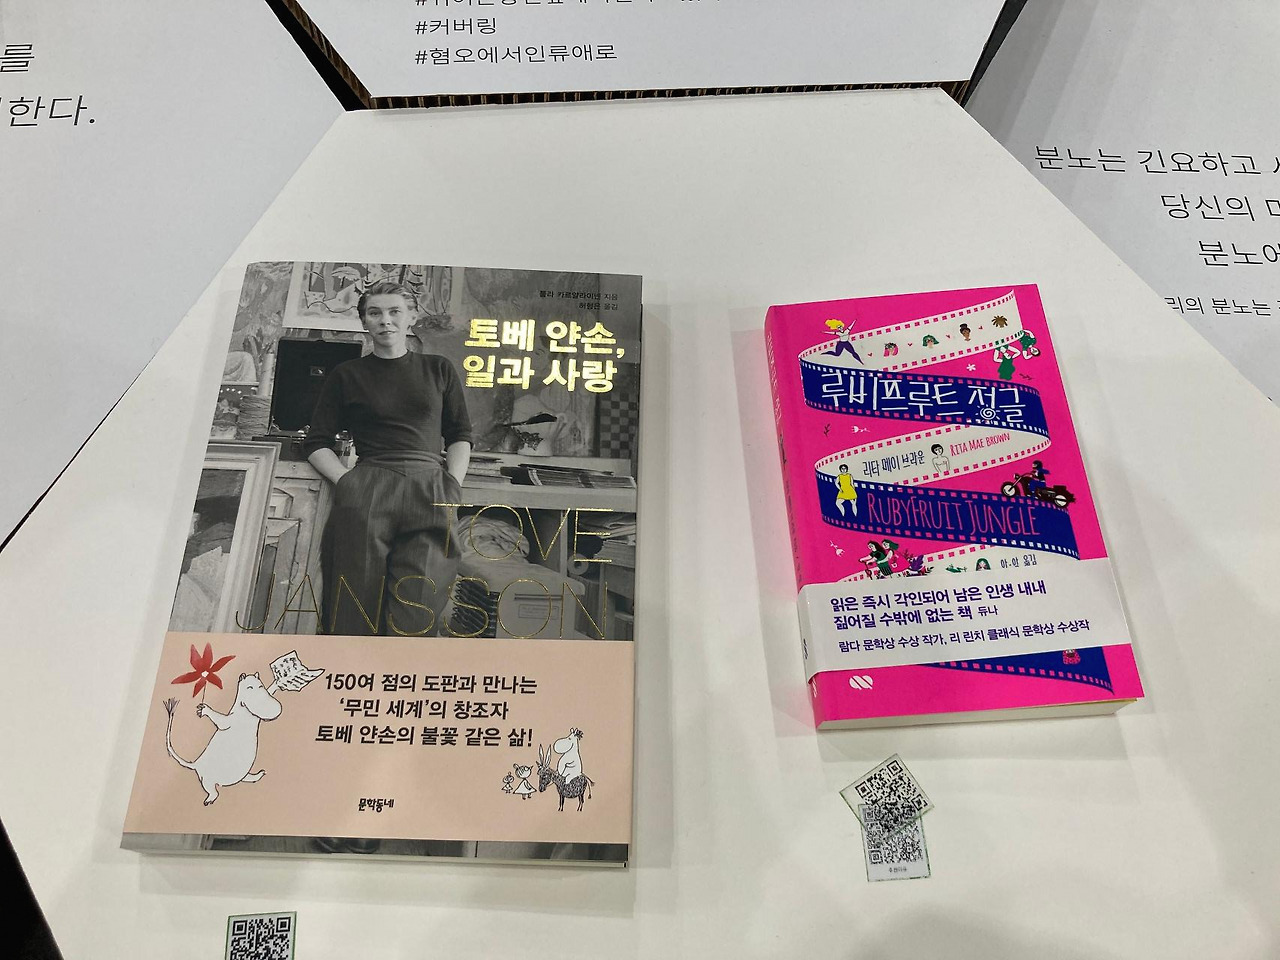 #커버링
#혐오에서인류애로
를
한다.
분노는 긴요하고
당신의
분노에
리의 분노는
툴라 카르얄라이넨 지음
허형은 옮김
토베 얀손,
일과 사랑
TOVE
JANSSON
150여 점의 도판과 만나는
‘무민 세계’의 창조자
토베 얀손의 불꽃 같은 삶!
문학동네
루비프루트 정글
리타 메이 브라운 RITA MAE BROWN
RUBYFRUIT JUNGLE
알·알 옮김
읽은 즉시 각인되어 남은 인생 내내
짊어질 수밖에 없는 책 듀나
람다 문학상 수상 작가, 리 린치 클래식 문학상 수상작